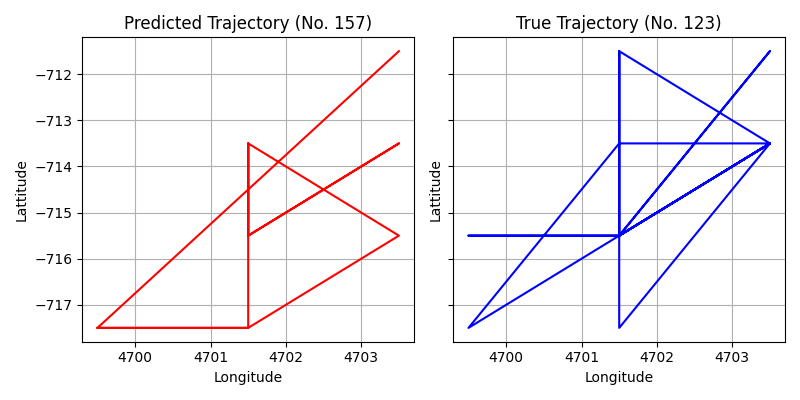 Predicted Trajectory (No. 157)
True Trajectory (No. 123)
−712
−713
−714
−715
−716
−717
Lattitude
Lattitude
4700
4701
4702
4703
4700
4701
4702
4703
Longitude
Longitude